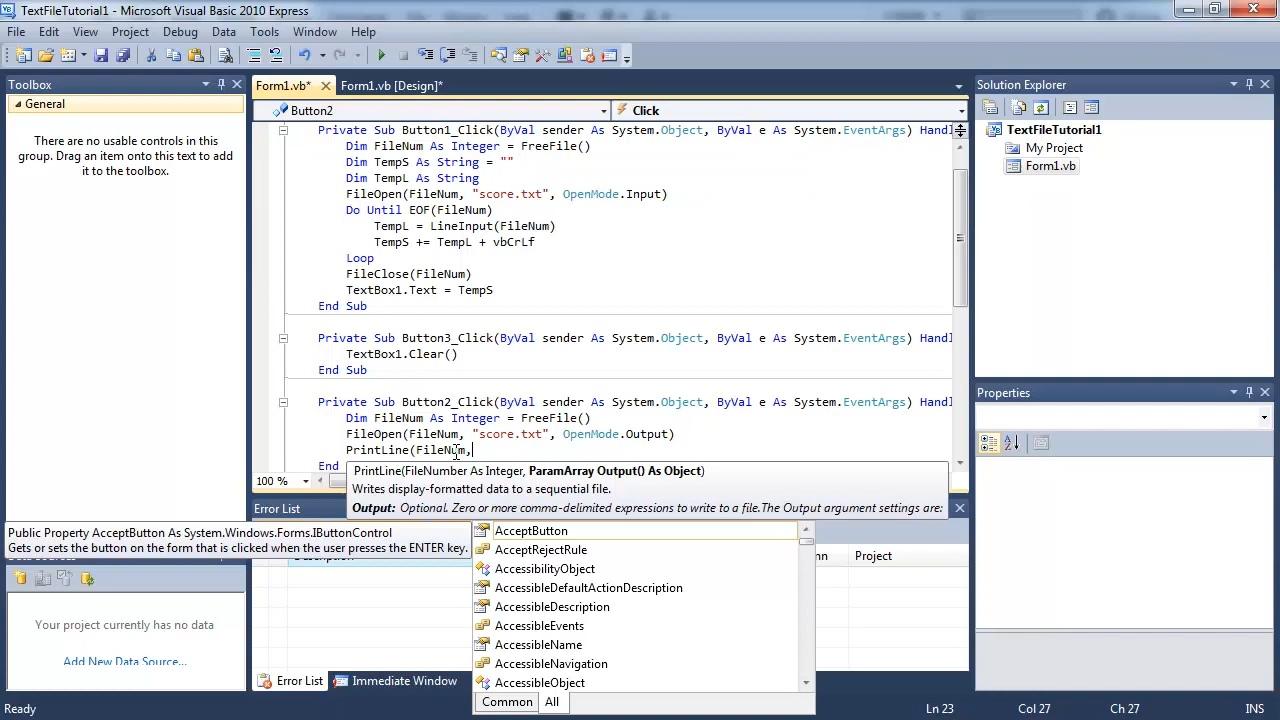 TextFileTutorial1 - Microsoft Visual Basic 2010 Express
File Edit View Project Debug Data Tools Window Help
Toolbox
General
There are no usable controls in this
group. Drag an item onto this text to add
it to the toolbox.
Form1.vb* Form1.vb [Design]*
Button2 Click
Private Sub Button1_Click(ByVal sender As System.Object, ByVal e As System.EventArgs) Handl
Dim FileNum As Integer = FreeFile()
Dim TempS As String = ""
Dim TempL As String
FileOpen(FileNum, "score.txt", OpenMode.Input)
Do Until EOF(FileNum)
TempL = LineInput(FileNum)
TempS += TempL + vbCrLf
Loop
FileClose(FileNum)
TextBox1.Text = TempS
End Sub
Private Sub Button3_Click(ByVal sender As System.Object, ByVal e As System.EventArgs) Handl
TextBox1.Clear()
End Sub
Private Sub Button2_Click(ByVal sender As System.Object, ByVal e As System.EventArgs) Handl
Dim FileNum As Integer = FreeFile()
FileOpen(FileNum, "score.txt", OpenMode.Output)
PrintLine(FileNum,
End
100 %
PrintLine(FileNumber As Integer, ParamArray Output() As Object)
Writes display-formatted data to a sequential file.
Output: Optional. Zero or more comma-delimited expressions to write to a file.The Output argument settings are:
Error List
Public Property AcceptButton As System.Windows.Forms.IButtonControl
Gets or sets the button on the form that is clicked when the user presses the ENTER key.
AcceptButton
AcceptRejectRule
AccessibilityObject
AccessibleDefaultActionDescription
AccessibleDescription
AccessibleEvents
AccessibleName
AccessibleNavigation
AccessibleObject
Common All
Project
Your project currently has no data
Add New Data Source...
Error List Immediate Window
Solution Explorer
TextFileTutorial1
My Project
Form1.vb
Properties
Ready Ln 23 Col 27 Ch 27 INS